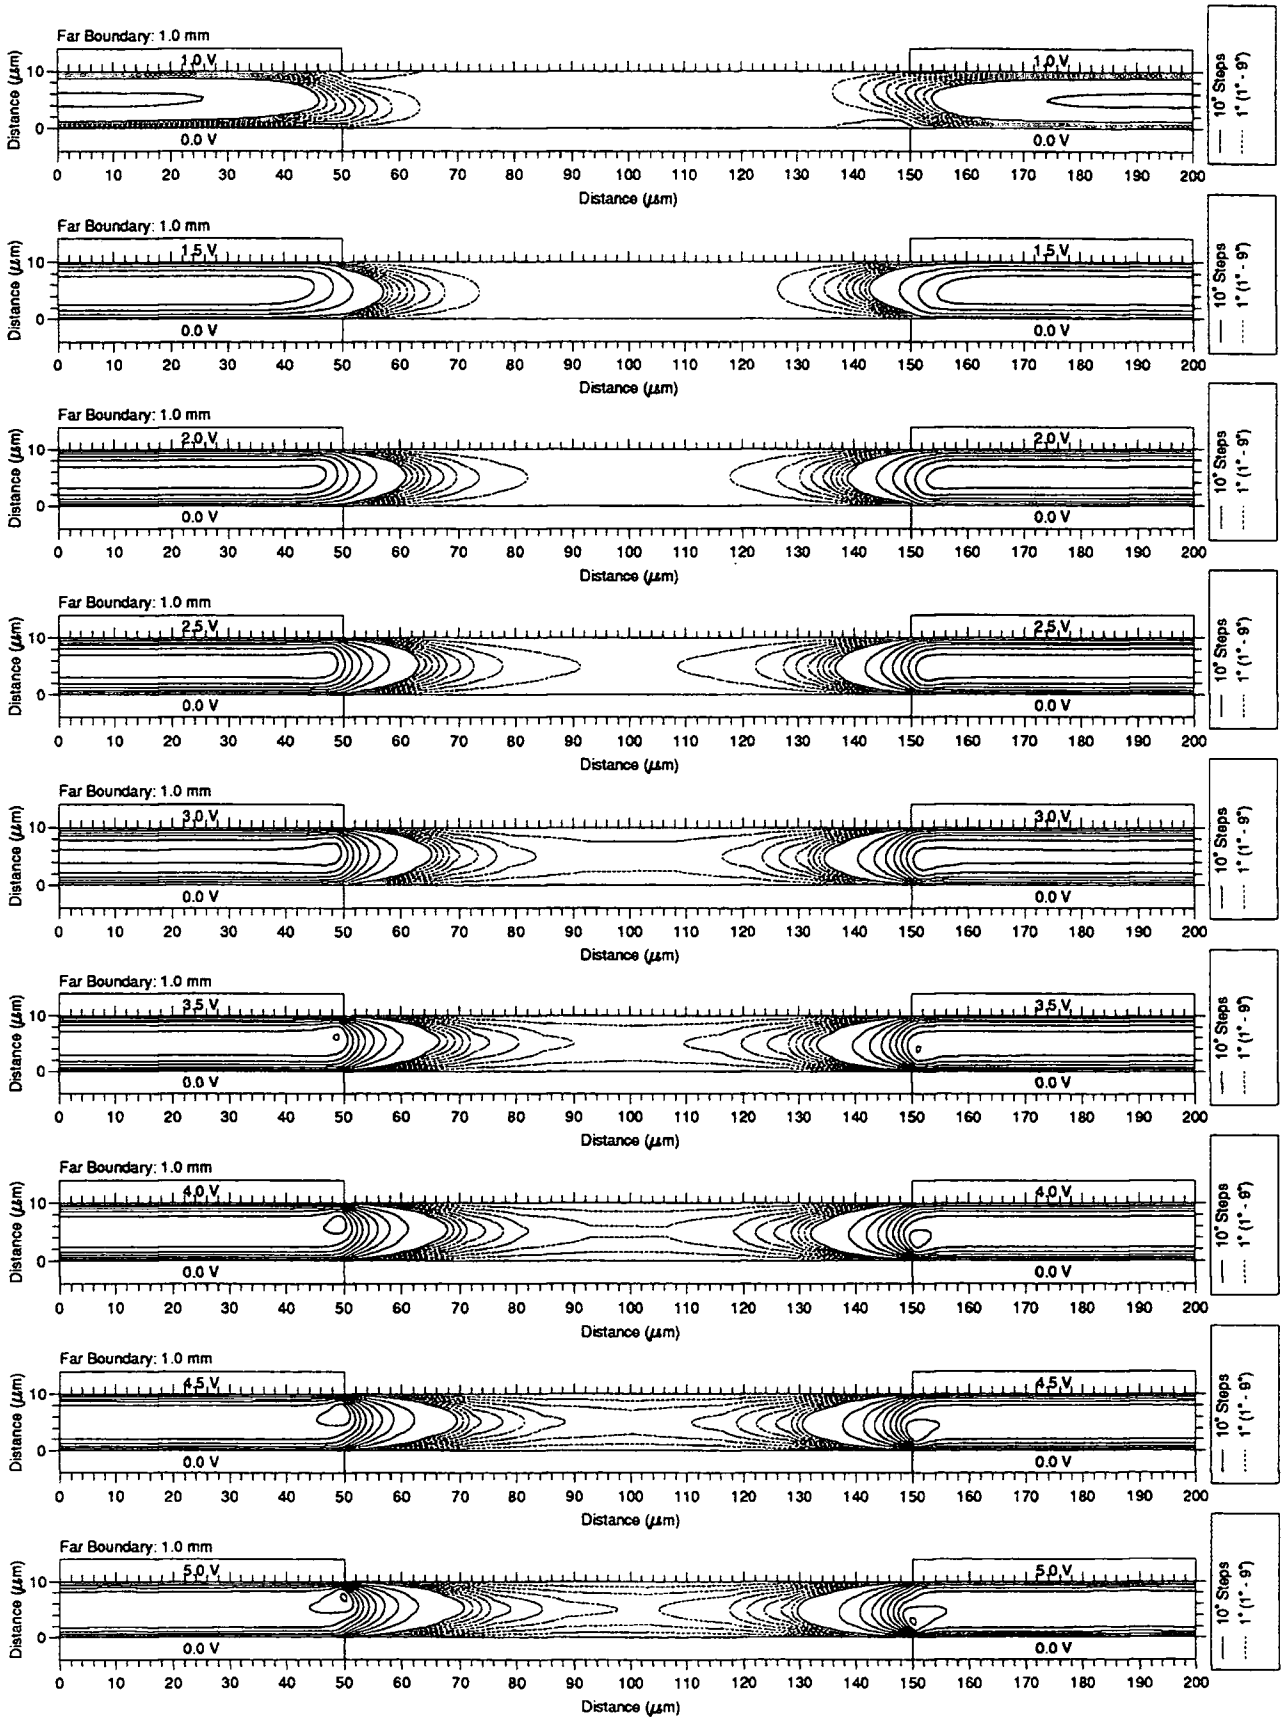 Far Boundary: 1.0 mm
1.0 V 1.0 V
Distance (μm)
10
0
0.0 V 0.0 V
0 10 20 30 40 50 60 70 80 90 100 110 120 130 140 150 160 170 180 190 200
Distance (μm)
10° Steps
1° (1° - 9°)
Far Boundary: 1.0 mm
1.5 V 1.5 V
Distance (μm)
10
0
0.0 V 0.0 V
0 10 20 30 40 50 60 70 80 90 100 110 120 130 140 150 160 170 180 190 200
Distance (μm)
10° Steps
1° (1° - 9°)
Far Boundary: 1.0 mm
2.0 V 2.0 V
Distance (μm)
10
0
0.0 V 0.0 V
0 10 20 30 40 50 60 70 80 90 100 110 120 130 140 150 160 170 180 190 200
Distance (μm)
10° Steps
1° (1° - 9°)
Far Boundary: 1.0 mm
2.5 V 2.5 V
Distance (μm)
10
0
0.0 V 0.0 V
0 10 20 30 40 50 60 70 80 90 100 110 120 130 140 150 160 170 180 190 200
Distance (μm)
10° Steps
1° (1° - 9°)
Far Boundary: 1.0 mm
3.0 V 3.0 V
Distance (μm)
10
0
0.0 V 0.0 V
0 10 20 30 40 50 60 70 80 90 100 110 120 130 140 150 160 170 180 190 200
Distance (μm)
10° Steps
1° (1° - 9°)
Far Boundary: 1.0 mm
3.5 V 3.5 V
Distance (μm)
10
0
0.0 V 0.0 V
0 10 20 30 40 50 60 70 80 90 100 110 120 130 140 150 160 170 180 190 200
Distance (μm)
10° Steps
1° (1° - 9°)
Far Boundary: 1.0 mm
4.0 V 4.0 V
Distance (μm)
10
0
0.0 V 0.0 V
0 10 20 30 40 50 60 70 80 90 100 110 120 130 140 150 160 170 180 190 200
Distance (μm)
10° Steps
1° (1° - 9°)
Far Boundary: 1.0 mm
4.5 V 4.5 V
Distance (μm)
10
0
0.0 V 0.0 V
0 10 20 30 40 50 60 70 80 90 100 110 120 130 140 150 160 170 180 190 200
Distance (μm)
10° Steps
1° (1° - 9°)
Far Boundary: 1.0 mm
5.0 V 5.0 V
Distance (μm)
10
0
0.0 V 0.0 V
0 10 20 30 40 50 60 70 80 90 100 110 120 130 140 150 160 170 180 190 200
Distance (μm)
10° Steps
1° (1° - 9°)